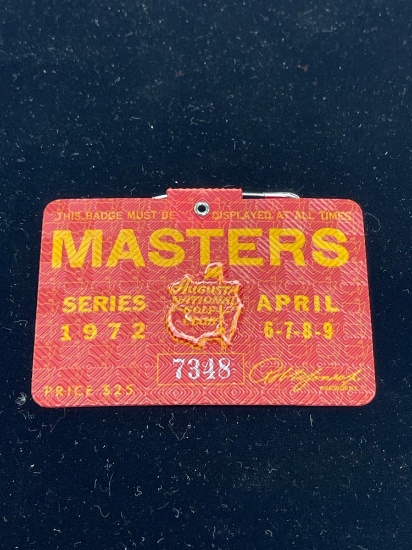 THIS BADGE MUST BE DISPLAYED AT ALL TIMES
MASTERS
SERIES
1972
AUGUSTA
NATIONAL
GOLF
CLUB
APRIL
6-7-8-9
7348
PRICE $25
PRESIDENT